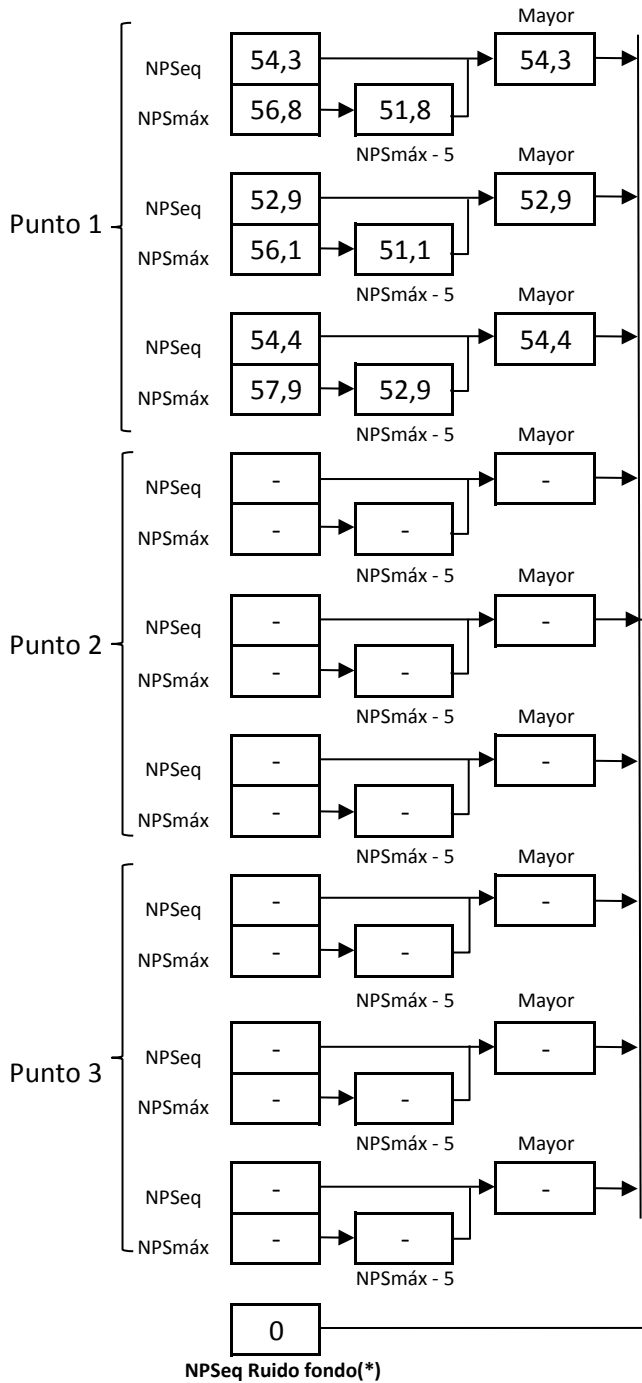 Mayor
NPSeq 54,3 54,3
NPSmáx 56,8 51,8
NPSmáx - 5 Mayor
NPSeq 52,9 52,9
Punto 1
NPSmáx 56,1 51,1
NPSmáx - 5 Mayor
NPSeq 54,4 54,4
NPSmáx 57,9 52,9
NPSmáx - 5 Mayor
NPSeq - -
NPSmáx - -
NPSmáx - 5 Mayor
NPSeq - -
Punto 2
NPSmáx - -
NPSmáx - 5 Mayor
NPSeq - -
NPSmáx - -
NPSmáx - 5 Mayor
NPSeq - -
NPSmáx - -
NPSmáx - 5 Mayor
NPSeq - -
Punto 3
NPSmáx - -
NPSmáx - 5 Mayor
NPSeq - -
NPSmáx - -
NPSmáx - 5
0
NPSeq Ruido fondo(*)